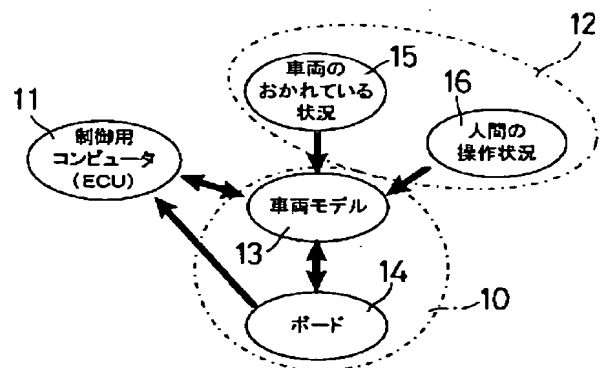 12
車両の
おかれている
状況
15
16
人間の
操作状況
11
制御用
コンピュータ
(ECU)
車両モデル
13
14
ボード
10